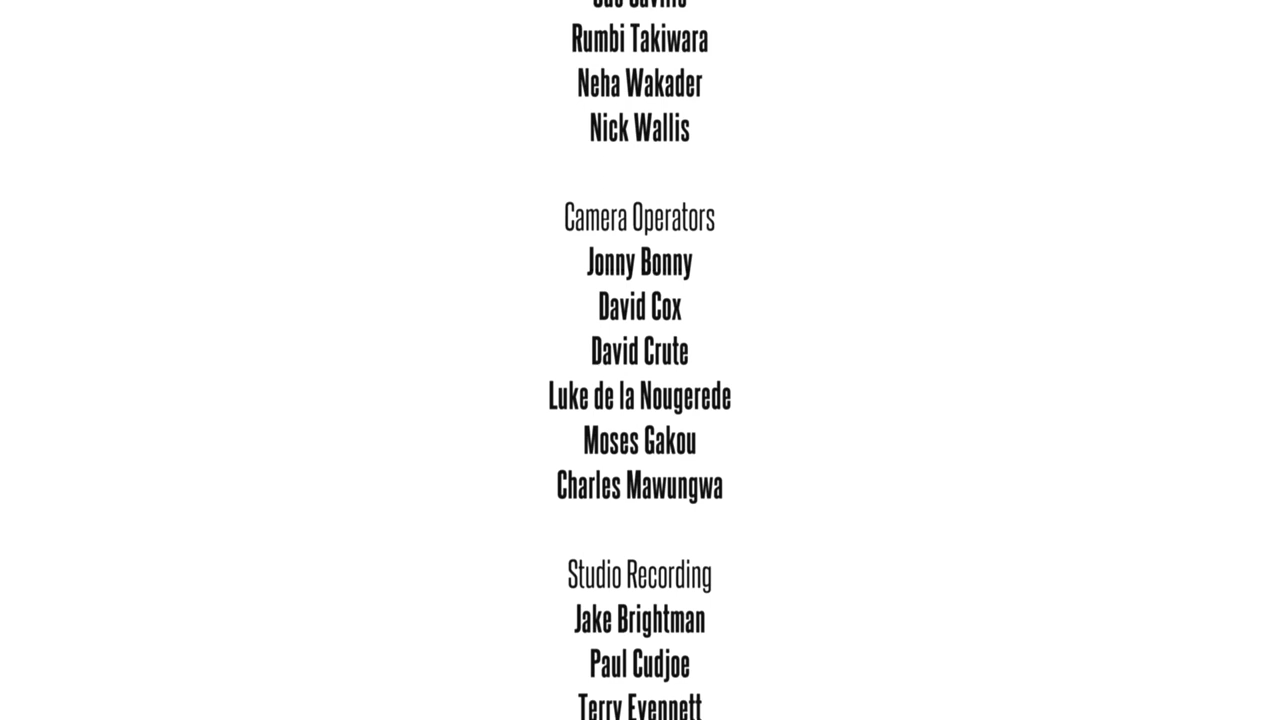 Rumbi Takiwara
Neha Wakader
Nick Wallis
Camera Operators
Jonny Bonny
David Cox
David Crute
Luke de la Nougerede
Moses Gakou
Charles Mawungwa
Studio Recording
Jake Brightman
Paul Cudjoe
Terry Evennett